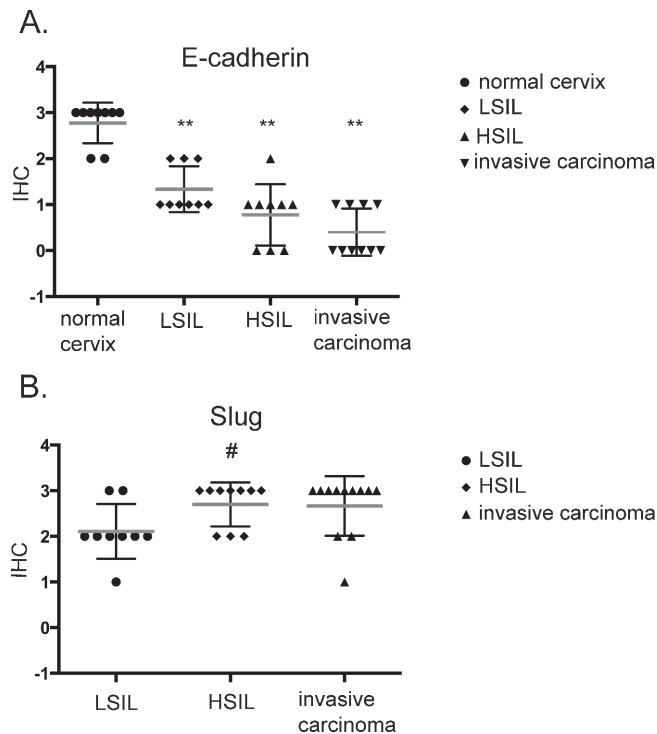 A.
E-cadherin
4
3
2
1
0
-1
IHC
** ** **
normal cervix
LSIL
HSIL
invasive carcinoma
normal
cervix
LSIL
HSIL
invasive
carcinoma
B.
Slug
#
4
3
2
1
0
-1
IHC
LSIL
HSIL
invasive carcinoma
LSIL
HSIL
invasive
carcinoma